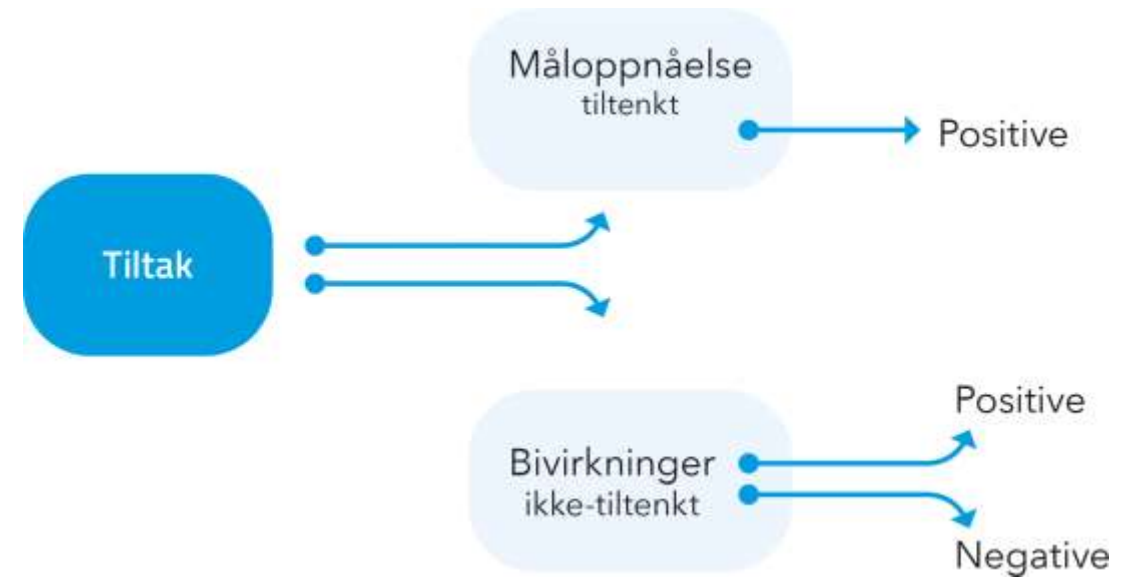 Måloppnåelse
tiltenkt
Positive
Tiltak
Positive
Bivirkninger
ikke-tiltenkt
Negative